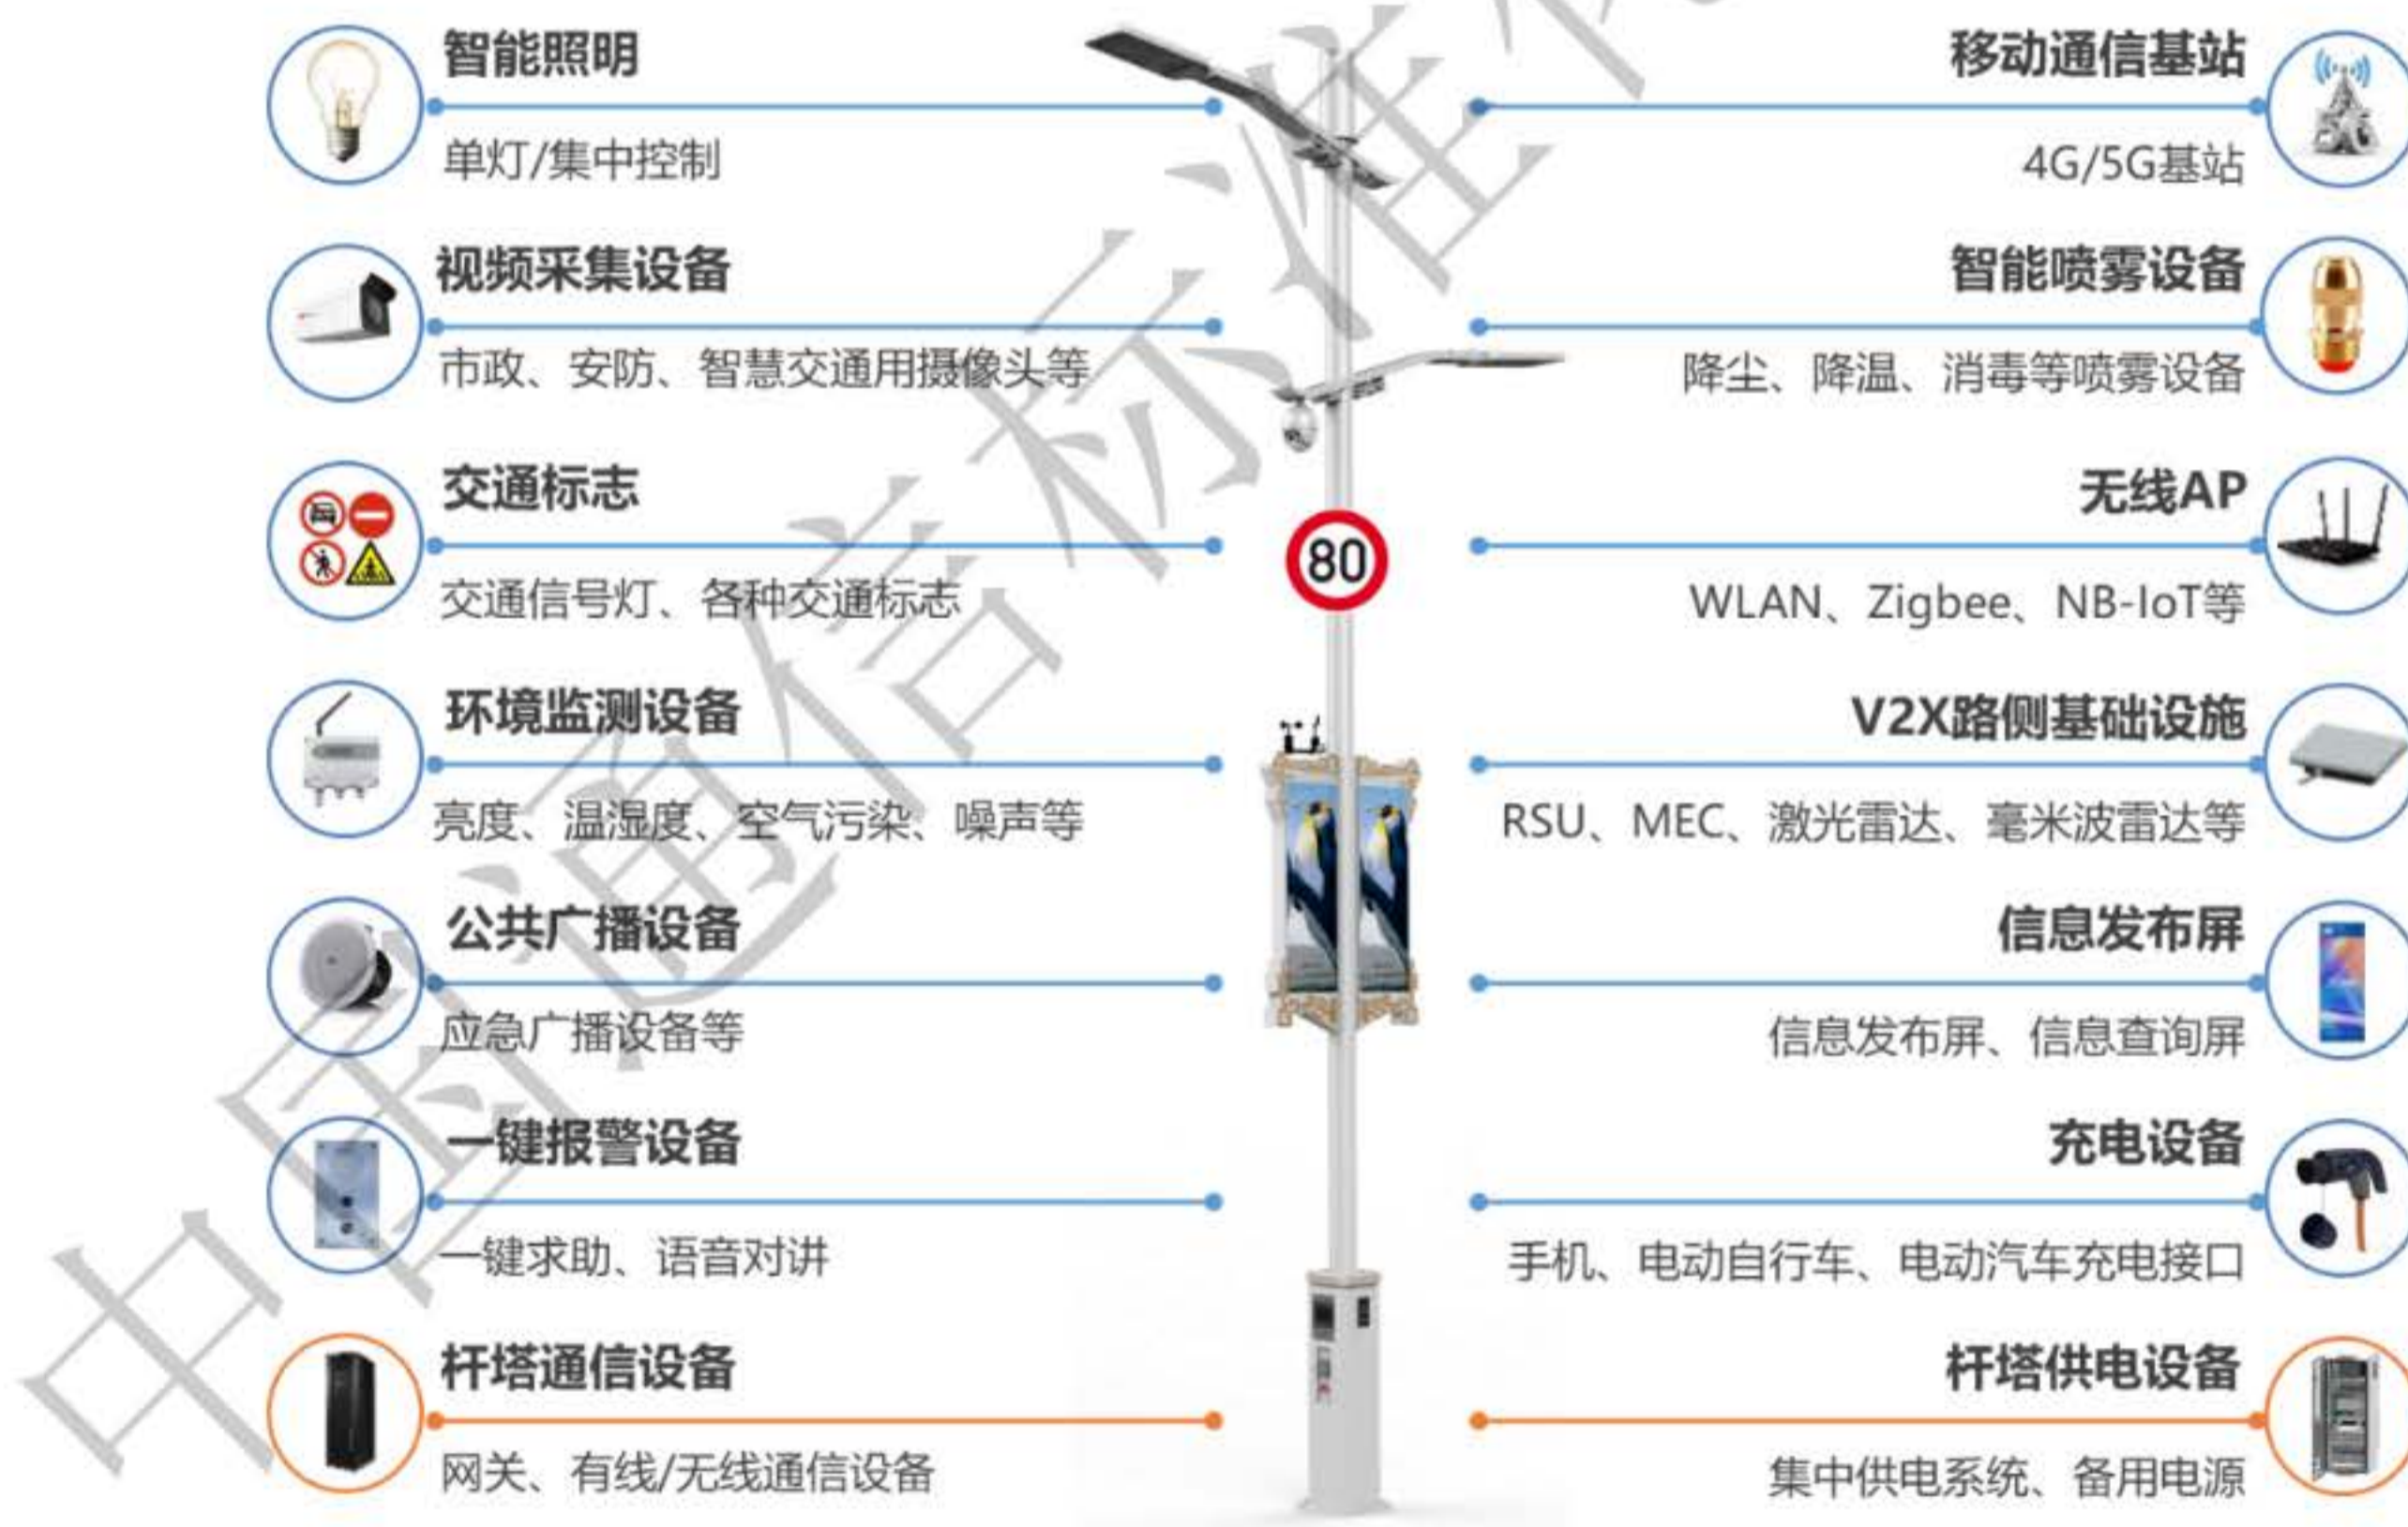 智能照明
单灯/集中控制
视频采集设备
市政、安防、智慧交通用摄像头等
交通标志
交通信号灯、各种交通标志
环境监测设备
亮度、温湿度、空气污染、噪声等
公共广播设备
应急广播设备等
一键报警设备
一键求助、语音对讲
杆塔通信设备
网关、有线/无线通信设备
80
移动通信基站
4G/5G基站
智能喷雾设备
降尘、降温、消毒等喷雾设备
无线AP
WLAN、Zigbee、NB-IoT等
V2X路侧基础设施
RSU、MEC、激光雷达、毫米波雷达等
信息发布屏
信息发布屏、信息查询屏
充电设备
手机、电动自行车、电动汽车充电接口
杆塔供电设备
集中供电系统、备用电源
中国通信标准